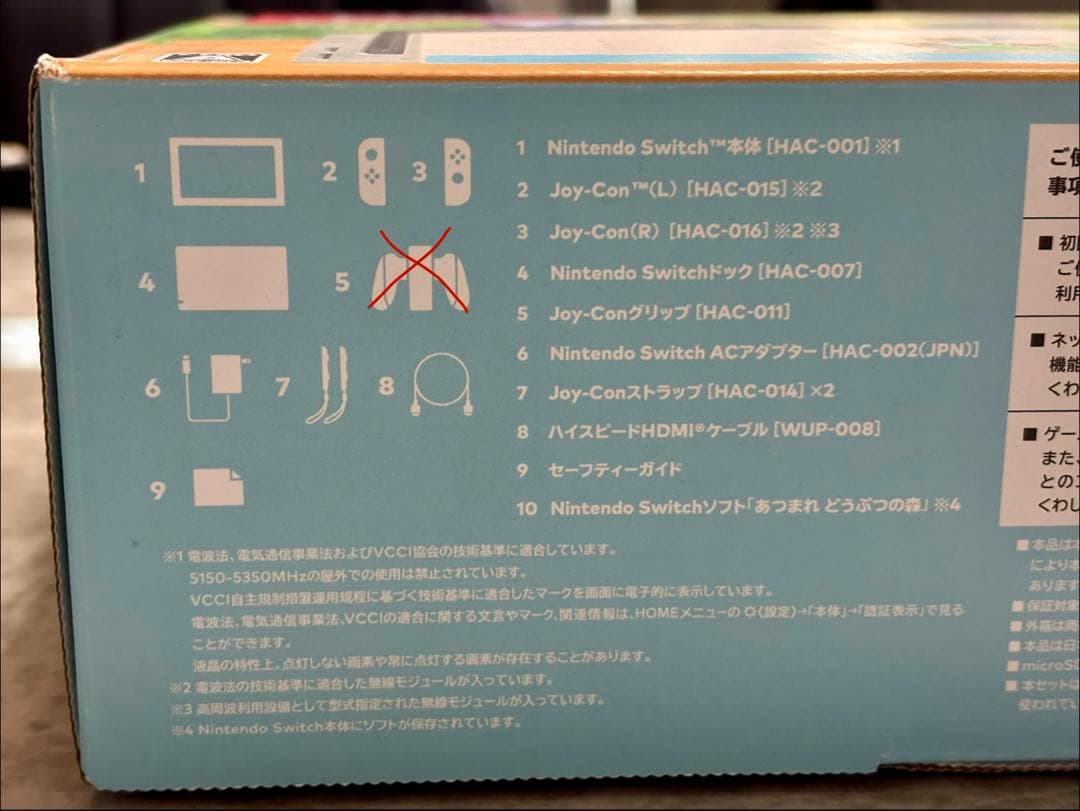 1
2
3
4
5
6
7
8
9
1 Nintendo Switch™本体[HAC-001]※1
2 Joy-Con™(L) [HAC-015]※2
3 Joy-Con(R) [HAC-016]※2 ※3
4 Nintendo Switchドック[HAC-007]
5 Joy-Conグリップ[HAC-011]
6 Nintendo Switch ACアダプター[HAC-002(JPN)]
7 Joy-Conストラップ[HAC-014]×2
8 ハイスピードHDMI®ケーブル[WUP-008]
9 セーフティーガイド
10 Nintendo Switchソフト「あつまれ どうぶつの森」※4
※1 電波法、電気通信事業法およびVCCI協会の技術基準に適合しています。
5150-5350MHzの屋外での使用は禁止されています。
VCCI自主規制措置運用規程に基づく技術基準に適合したマークを画面に電子的に表示しています。
電波法、電気通信事業法、VCCIの適合に関する文言やマーク、関連情報は、HOMEメニューの(設定)→「本体」→「認証表示」で見る
ことができます。
液晶の特性上、点灯しない画素や常に点灯する画素が存在することがあります。
※2 電波法の技術基準に適合した無線モジュールが入っています。
※3 高周波利用設備として型式指定された無線モジュールが入っています。
※4 Nintendo Switch本体にソフトが保存されています。
ご使
事項
■ 初
ご使
利用
■ ネッ
機能
くわ
■ ゲー
また、
との
くわし
■ 本品は
により本
あります
■ 保証対象
■ 外箱は商
■ 本品は日
■ microSD
■ 本セットは
使われてい